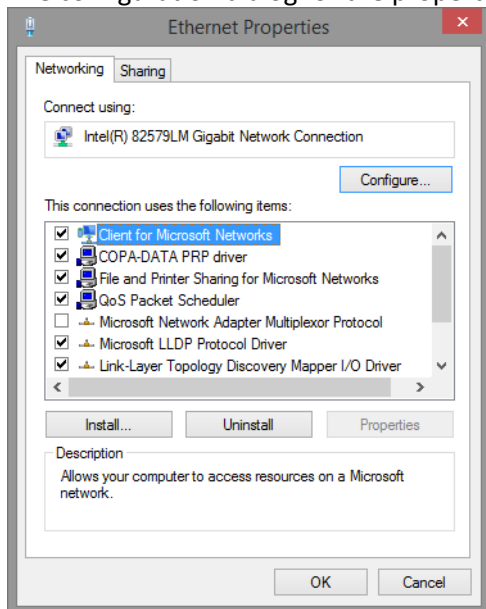 Ethernet Properties
Networking Sharing
Connect using:
Intel(R) 82579LM Gigabit Network Connection
Configure...
This connection uses the following items:
Client for Microsoft Networks
COPA-DATA PRP driver
File and Printer Sharing for Microsoft Networks
QoS Packet Scheduler
Microsoft Network Adapter Multiplexor Protocol
Microsoft LLDP Protocol Driver
Link-Layer Topology Discovery Mapper I/O Driver
Install... Uninstall Properties
Description
Allows your computer to access resources on a Microsoft
network.
OK Cancel